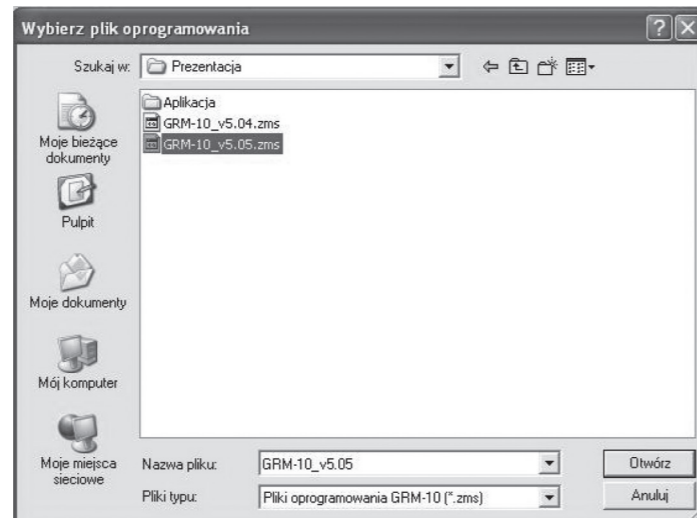 Wybierz plik oprogramowania
Szukaj w: Prezentacja
Aplikacja
GRM-10_v5.04.zms
GRM-10_v5.05.zms
Moje bieżące
dokumenty
Pulpit
Moje dokumenty
Mój komputer
Moje miejsca
sieciowe
Nazwa pliku: GRM-10_v5.05 Otwórz
Pliki typu: Pliki oprogramowania GRM-10 (*.zms) Anuluj